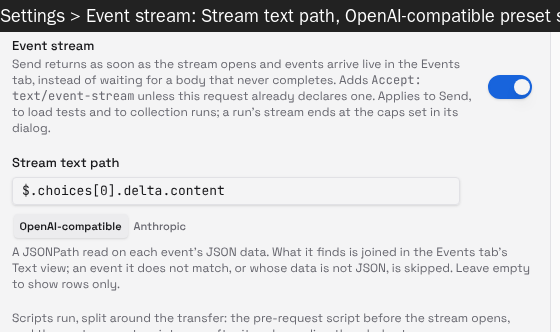 Settings > Event stream: Stream text path, OpenAI-compatible preset s
Event stream
Send returns as soon as the stream opens and events arrive live in the Events
tab, instead of waiting for a body that never completes. Adds Accept:
text/event-stream unless this request already declares one. Applies to Send,
to load tests and to collection runs; a run's stream ends at the caps set in its
dialog.
Stream text path
$.choices[0].delta.content
OpenAI-compatible Anthropic
A JSONPath read on each event's JSON data. What it finds is joined in the Events tab's
Text view; an event it does not match, or whose data is not JSON, is skipped. Leave empty
to show rows only.
Scripts run, split around the transfer: the pre-request script before the stream opens,